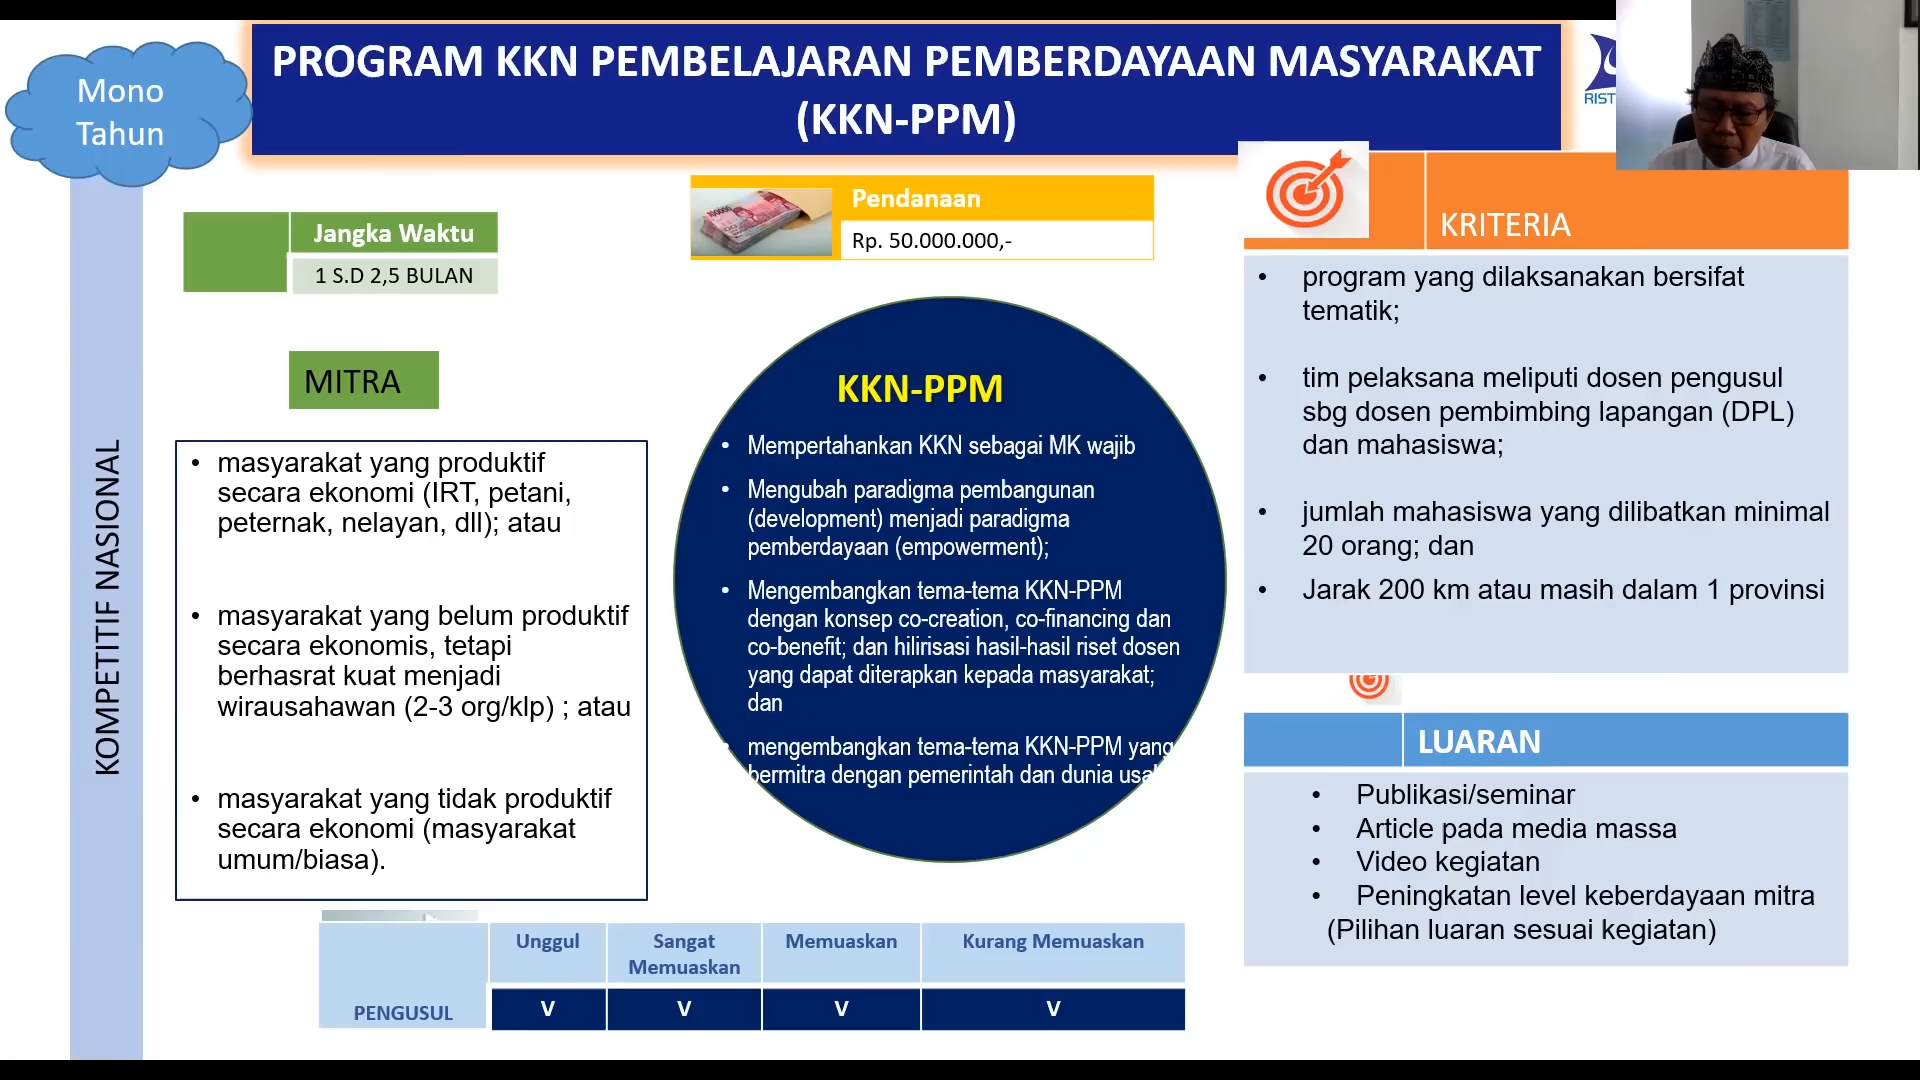 Mono
Tahun
PROGRAM KKN PEMBELAJARAN PEMBERDAYAAN MASYARAKAT
(KKN-PPM)
KOMPETITIF NASIONAL
Jangka Waktu
1 S.D 2,5 BULAN
Pendanaan
Rp. 50.000.000,-
MITRA
• masyarakat yang produktif
secara ekonomi (IRT, petani,
peternak, nelayan, dll); atau
• masyarakat yang belum produktif
secara ekonomis, tetapi
berhasrat kuat menjadi
wirausahawan (2-3 org/klp) ; atau
• masyarakat yang tidak produktif
secara ekonomi (masyarakat
umum/biasa).
KKN-PPM
• Mempertahankan KKN sebagai MK wajib
• Mengubah paradigma pembangunan
(development) menjadi paradigma
pemberdayaan (empowerment);
• Mengembangkan tema-tema KKN-PPM
dengan konsep co-creation, co-financing dan
co-benefit; dan hilirisasi hasil-hasil riset dosen
yang dapat diterapkan kepada masyarakat;
dan
• mengembangkan tema-tema KKN-PPM yang
bermitra dengan pemerintah dan dunia
KRITERIA
• program yang dilaksanakan bersifat
tematik;
• tim pelaksana meliputi dosen pengusul
sbg dosen pembimbing lapangan (DPL)
dan mahasiswa;
• jumlah mahasiswa yang dilibatkan minimal
20 orang; dan
• Jarak 200 km atau masih dalam 1 provinsi
LUARAN
• Publikasi/seminar
• Article pada media massa
• Video kegiatan
• Peningkatan level keberdayaan mitra
(Pilihan luaran sesuai kegiatan)
PENGUSUL
Unggul
Sangat
Memuaskan
Memuaskan
Kurang Memuaskan
V V V V